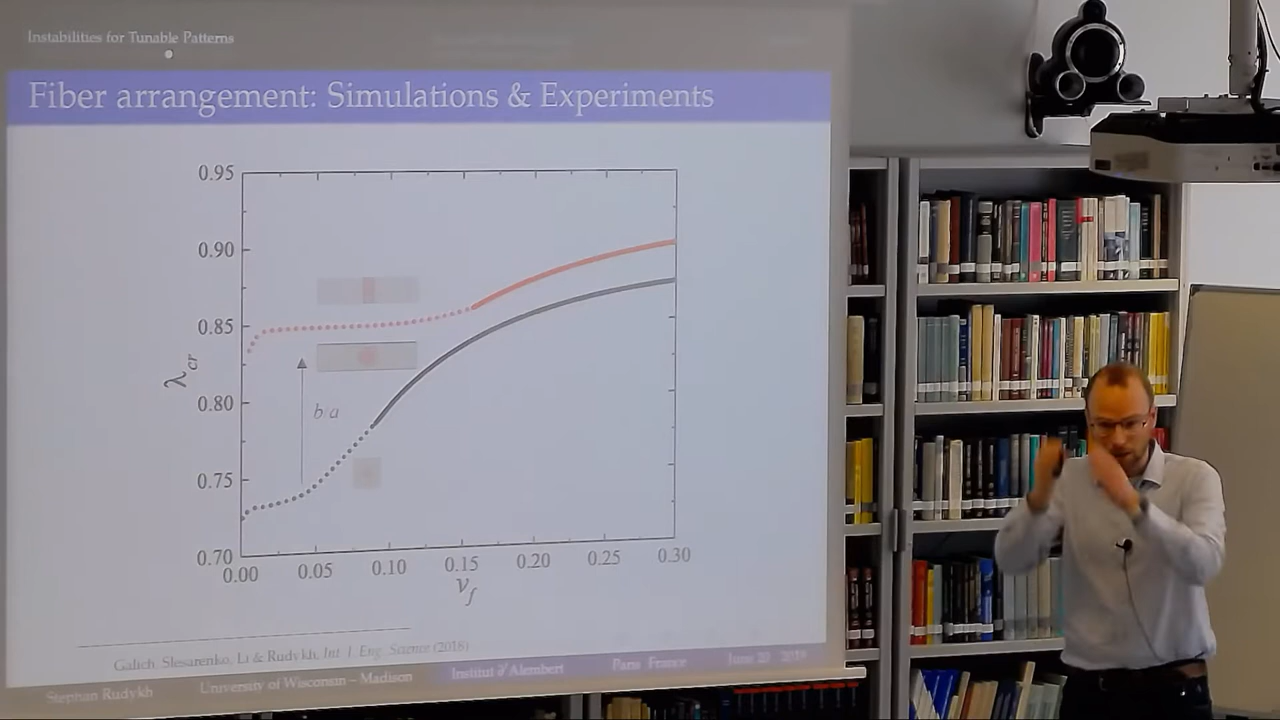 Instabilities for Tunable Patterns
Fiber arrangement: Simulations & Experiments
0.95
0.90
0.85
0.80
0.75
0.70
λcr
b/a
0.00 0.05 0.10 0.15 0.20 0.25 0.30
νf
Galich, Slesarenko, Li & Rudykh, Int. J. Eng. Science (2018)
Stephan Rudykh University of Wisconsin – Madison Institut ∂'Alembert Paris France June 20 2019